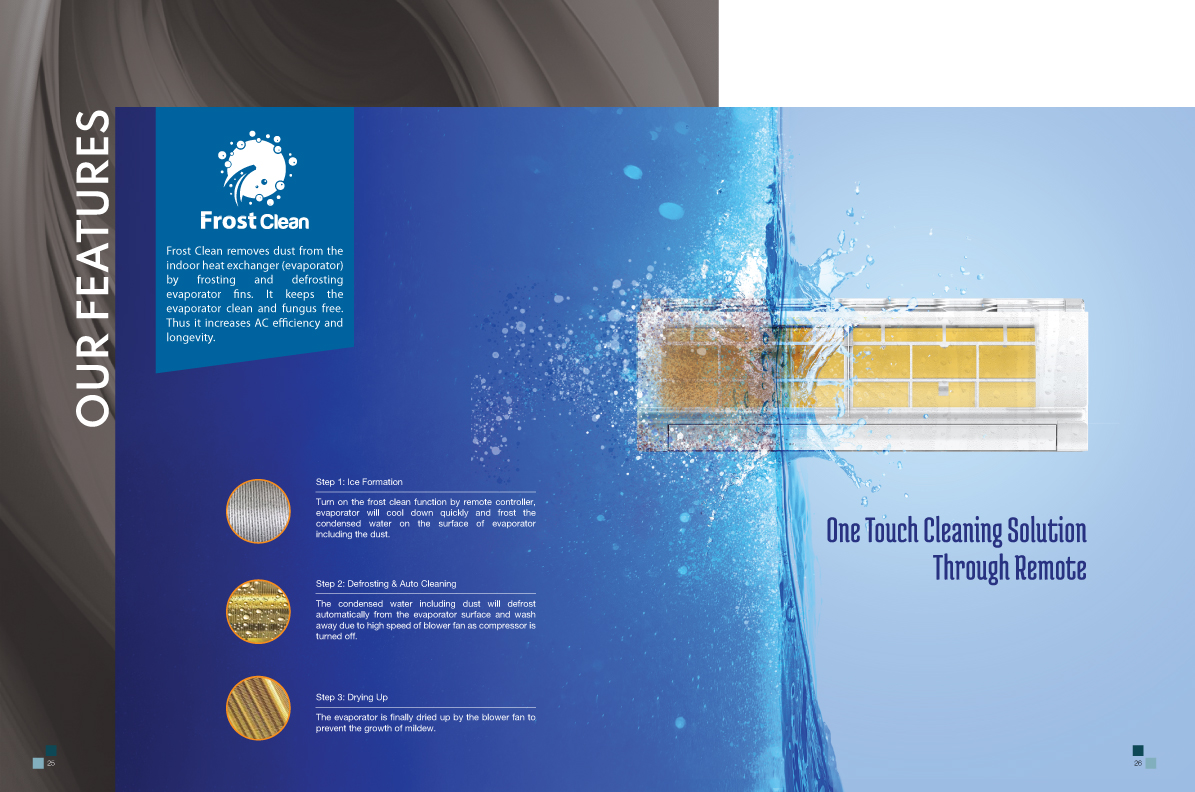 OUR FEATURES
Frost Clean
Frost Clean removes dust from the
indoor heat exchanger (evaporator)
by frosting and defrosting
evaporator fins. It keeps the
evaporator clean and fungus free.
Thus it increases AC efficiency and
longevity.
Step 1: Ice Formation
Turn on the frost clean function by remote controller,
evaporator will cool down quickly and frost the
condensed water on the surface of evaporator
including the dust.
Step 2: Defrosting & Auto Cleaning
The condensed water including dust will defrost
automatically from the evaporator surface and wash
away due to high speed of blower fan as compressor is
turned off.
Step 3: Drying Up
The evaporator is finally dried up by the blower fan to
prevent the growth of mildew.
One Touch Cleaning Solution
Through Remote
25
26